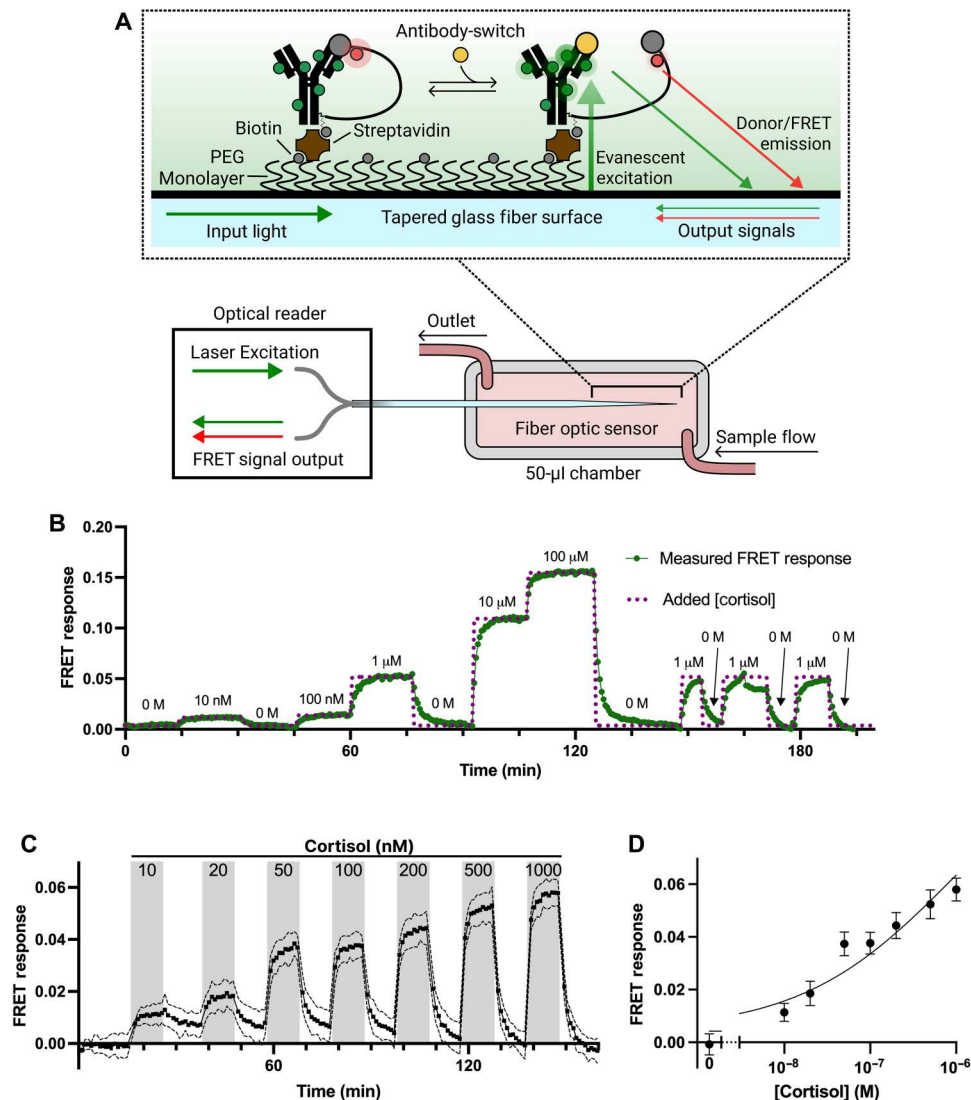 A
Antibody-switch
Biotin
Streptavidin
PEG
Monolayer
Evanescent
excitation
Donor/FRET
emission
Input light
Tapered glass fiber surface
Output signals
Optical reader
Laser Excitation
FRET signal output
Outlet
Fiber optic sensor
Sample flow
50-µl chamber
B
FRET response
0.20
0.15
0.10
0.05
0.00
0 M
10 nM
0 M
100 nM
1 µM
0 M
10 µM
100 µM
0 M
1 µM
0 M
1 µM
0 M
1 µM
0 M
Measured FRET response
Added [cortisol]
0
60
120
180
Time (min)
C
Cortisol (nM)
10
20
50
100
200
500
1000
FRET response
0.06
0.04
0.02
0.00
60
120
Time (min)
D
FRET response
0.06
0.04
0.02
0.00
0
10⁻⁸
10⁻⁷
10⁻⁶
[Cortisol] (M)